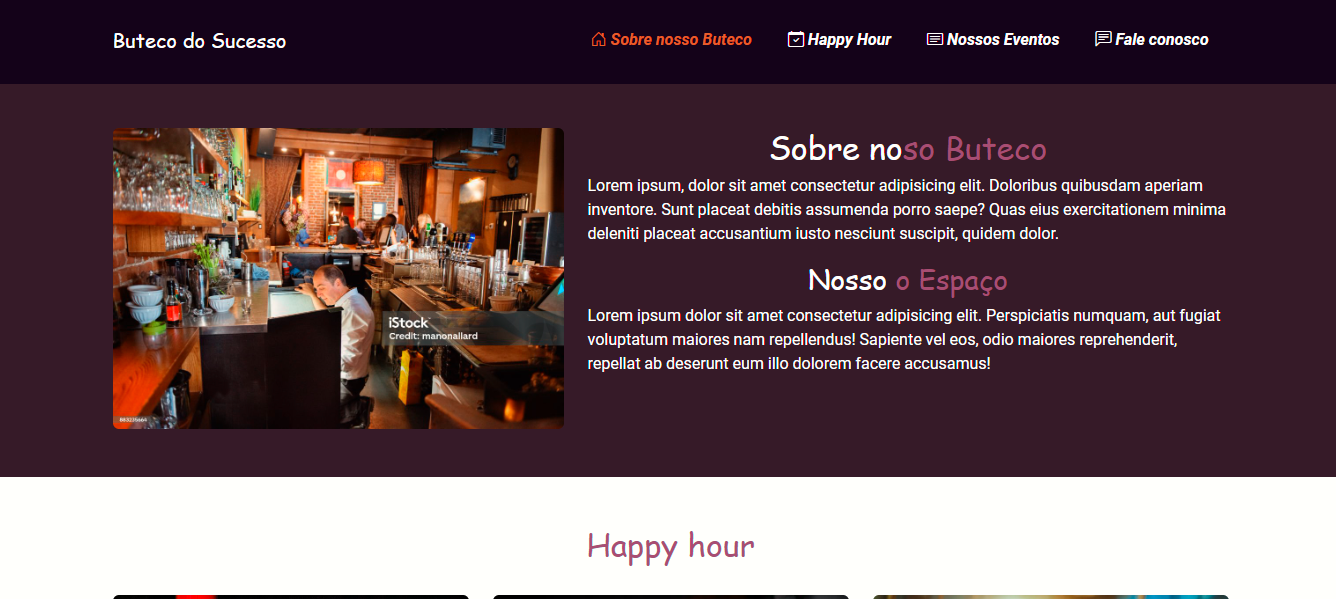 Buteco do Sucesso
Sobre nosso Buteco
Happy Hour
Nossos Eventos
Fale conosco
Sobre noso Buteco
Lorem ipsum, dolor sit amet consectetur adipisicing elit. Doloribus quibusdam aperiam
inventore. Sunt placeat debitis assumenda porro saepe? Quas eius exercitationem minima
deleniti placeat accusantium iusto nesciunt suscipit, quidem dolor.
Nosso o Espaço
Lorem ipsum dolor sit amet consectetur adipisicing elit. Perspiciatis numquam, aut fugiat
voluptatum maiores nam repellendus! Sapiente vel eos, odio maiores reprehenderit,
repellat ab deserunt eum illo dolorem facere accusamus!
iStock
Credit: manonallard
Happy hour